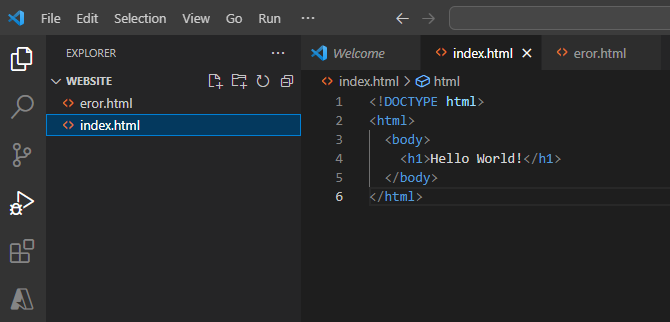 File Edit Selection View Go Run ···
EXPLORER ···
Welcome index.html eror.html
WEBSITE
eror.html
index.html
index.html > html
1 <!DOCTYPE html>
2 <html>
3 <body>
4 <h1>Hello World!</h1>
5 </body>
6 </html>